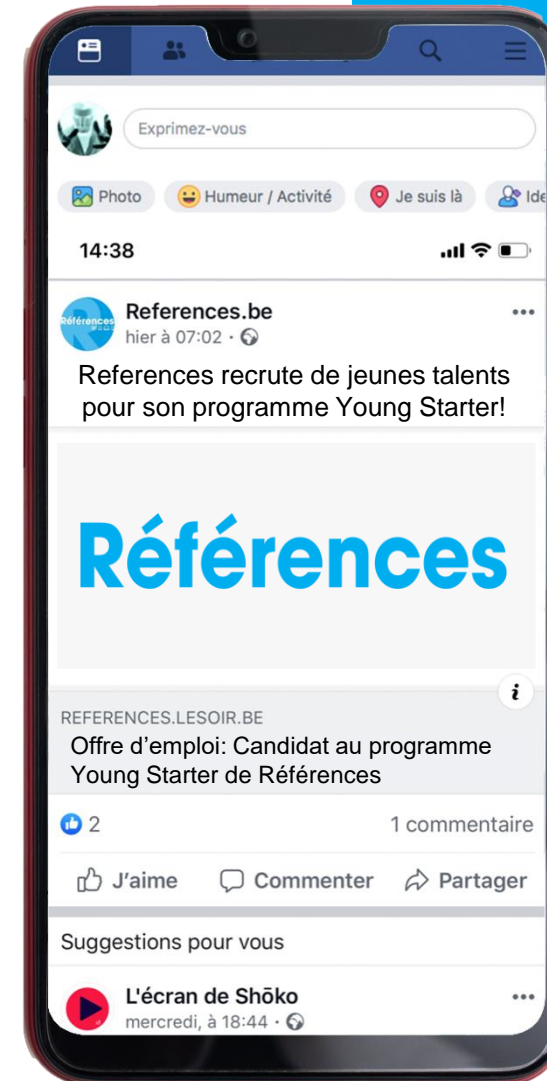 Exprimez-vous
Photo
Humeur / Activité
Je suis là
Ide
14:38
Références
References.be
hier à 07:02
References recrute de jeunes talents
pour son programme Young Starter!
Références
i
REFERENCES.LESOIR.BE
Offre d’emploi: Candidat au programme
Young Starter de Références
2
1 commentaire
J’aime
Commenter
Partager
Suggestions pour vous
L'écran de Shōko
mercredi, à 18:44